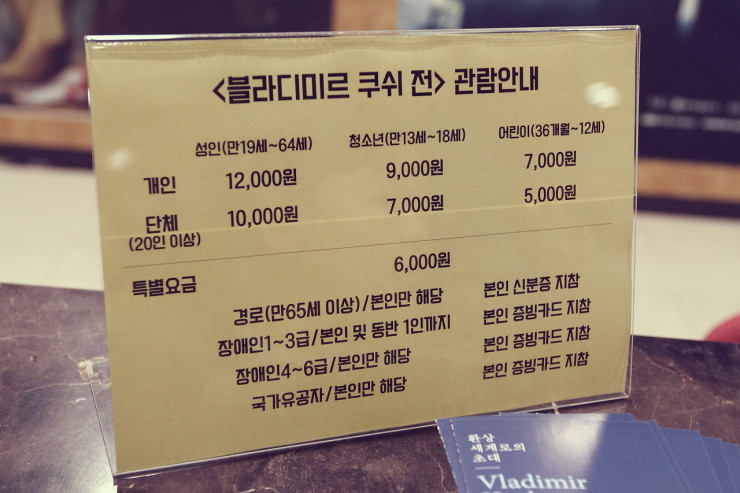 <블라디미르 쿠쉬 전> 관람안내
성인(만19세~64세) 청소년(만13세~18세) 어린이(36개월~12세)
개인 12,000원 9,000원 7,000원
단체 10,000원 7,000원 5,000원
(20인 이상)
특별요금 6,000원
경로(만65세 이상)/본인만 해당 본인 신분증 지참
장애인1~3급/본인 및 동반 1인까지 본인 증빙카드 지참
장애인4~6급/본인만 해당 본인 증빙카드 지참
국가유공자/본인만 해당 본인 증빙카드 지참
환상
세계로의
초대
Vladimir